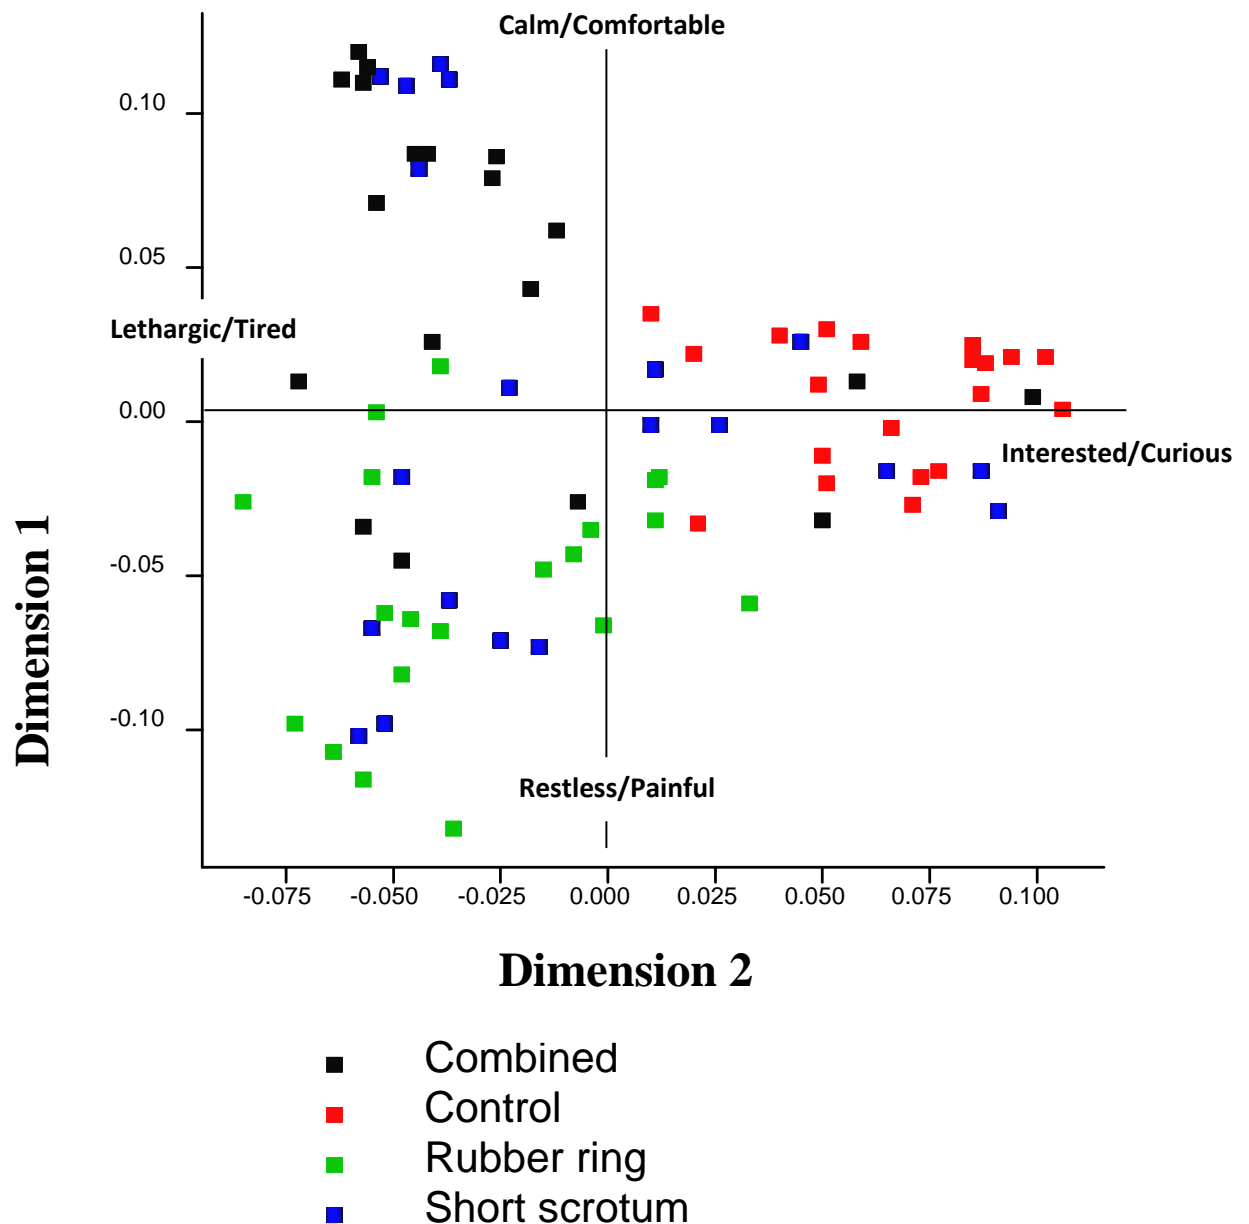 Calm/Comfortable
0.10
0.05
Lethargic/Tired
0.00
Interested/Curious
-0.05
-0.10
Dimension 1
Restless/Painful
-0.075 -0.050 -0.025 0.000 0.025 0.050 0.075 0.100
Dimension 2
Combined
Control
Rubber ring
Short scrotum